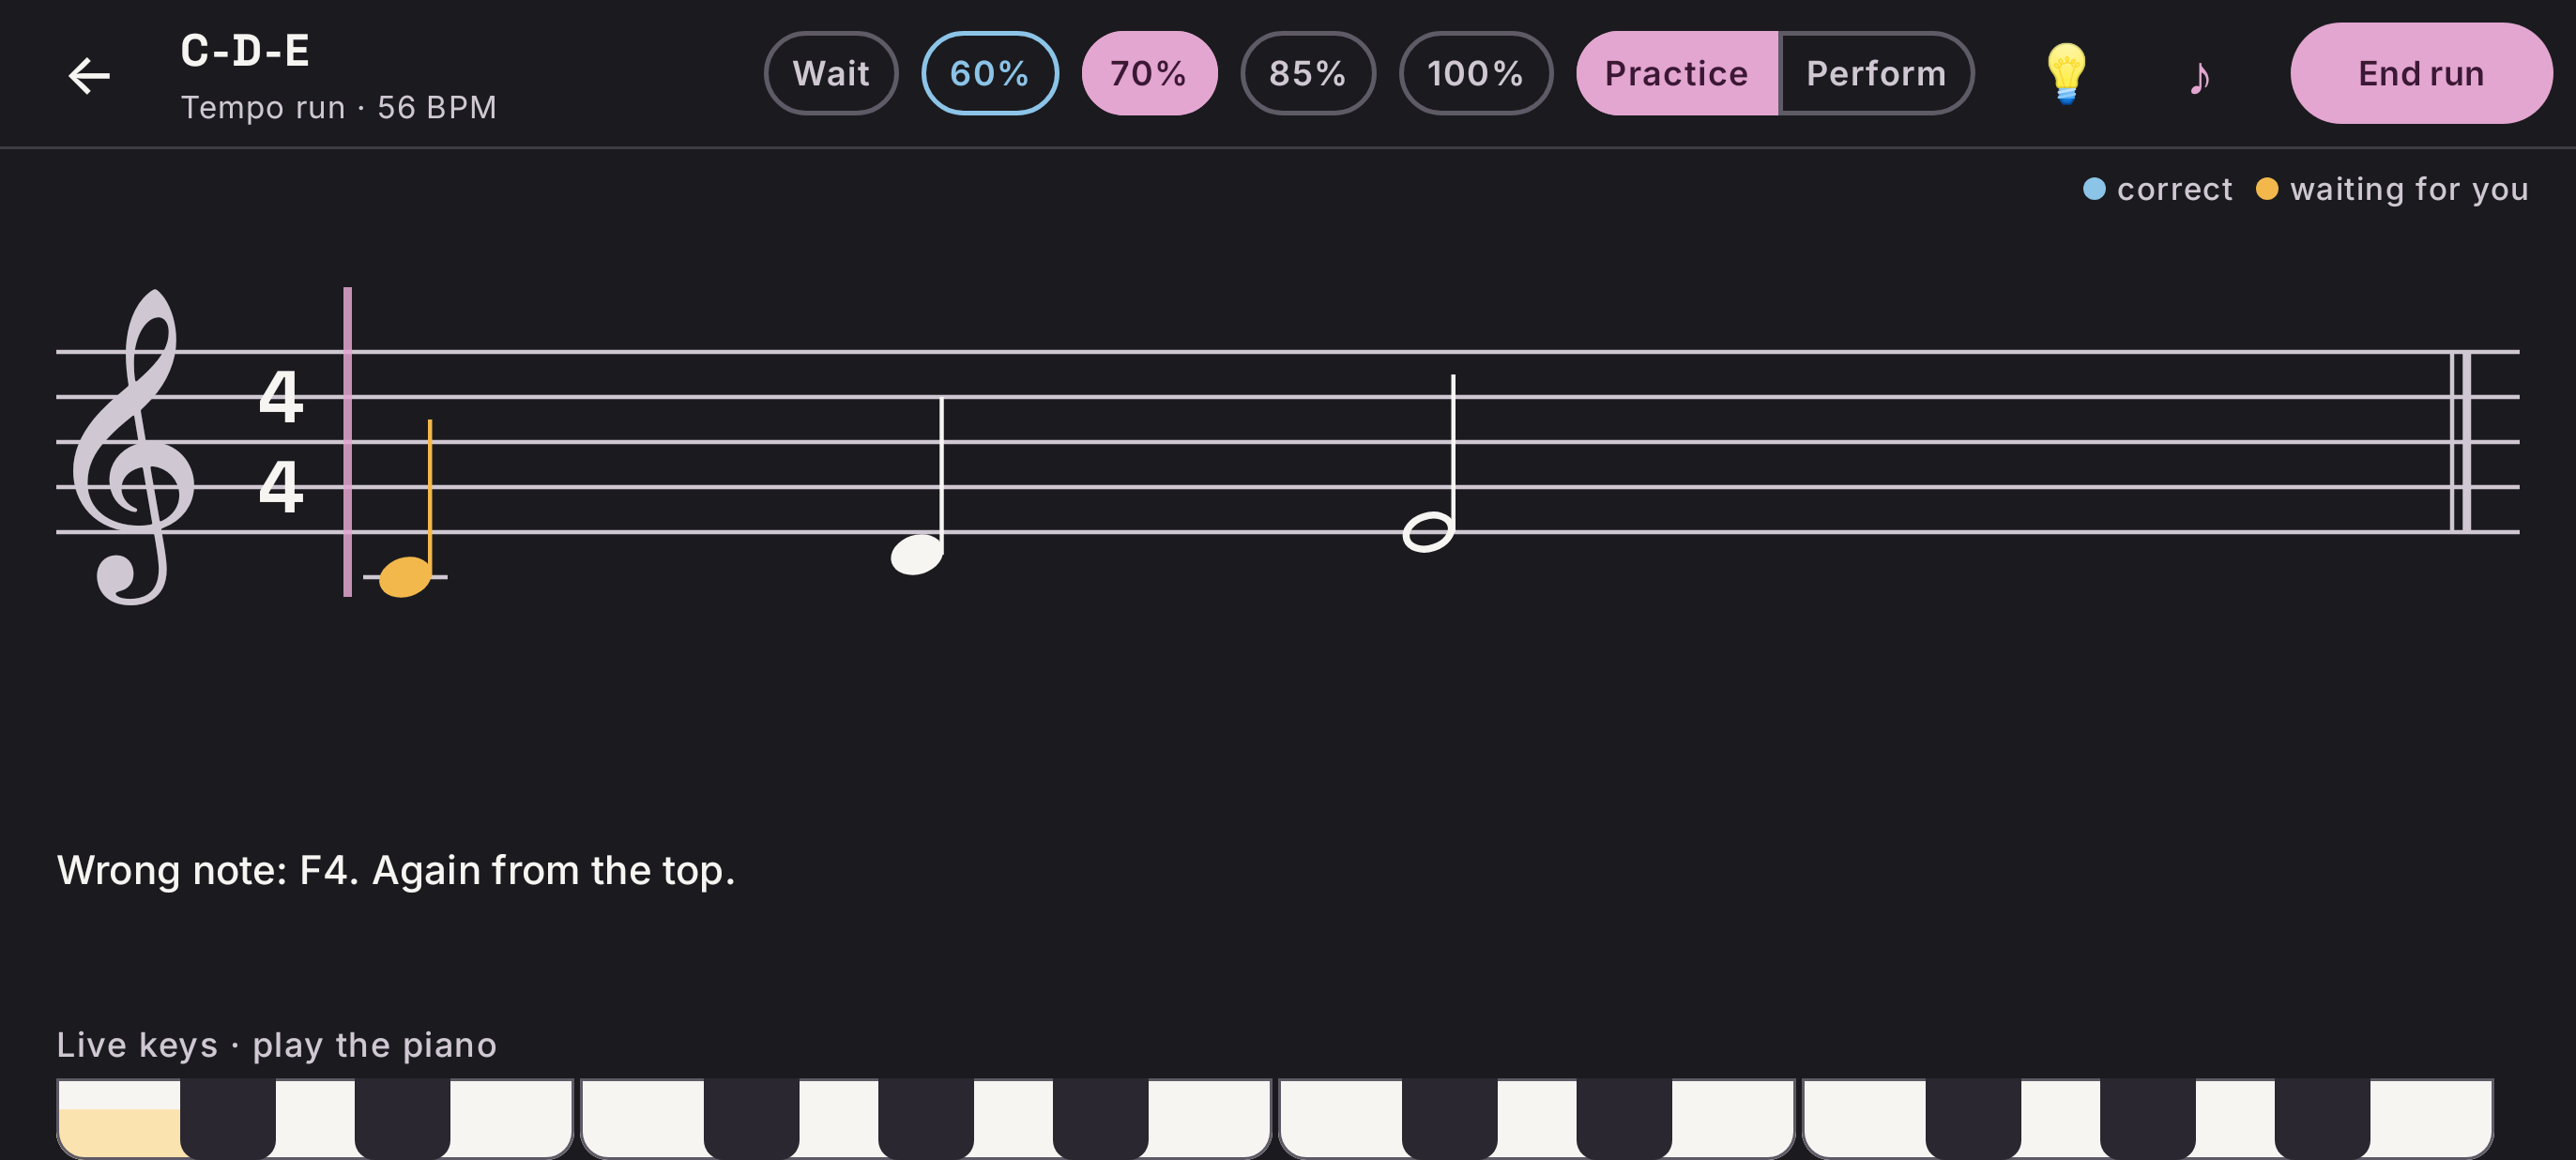 C-D-E
Tempo run · 56 BPM
Wait 60% 70% 85% 100% Practice Perform End run
correct waiting for you
4
4
Wrong note: F4. Again from the top.
Live keys · play the piano